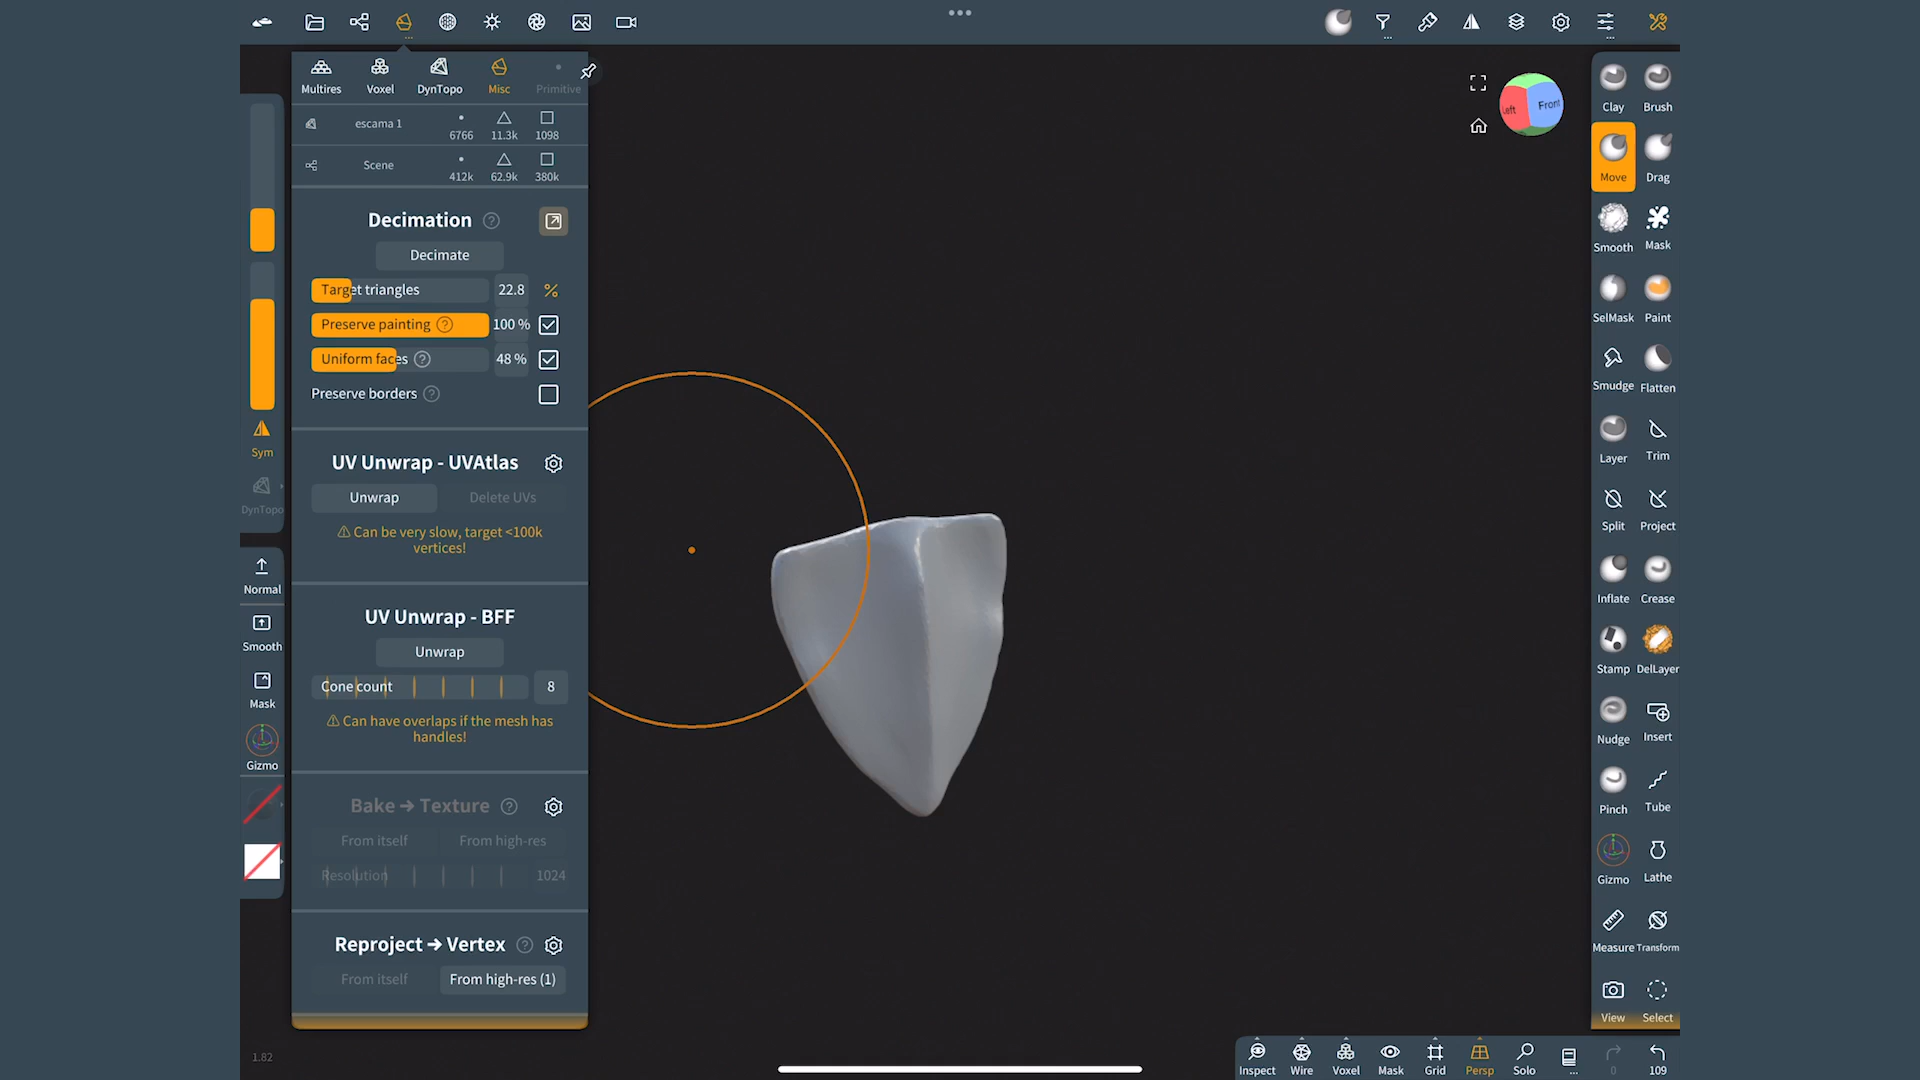 Multires Voxel DynTopo Misc Primitive
escama 1 6766 11.3k 1098
Scene 412k 62.9k 380k
Decimation
Decimate
Target triangles 22.8 %
Preserve painting 100 %
Uniform faces 48 %
Preserve borders
UV Unwrap - UVAtlas
Unwrap Delete UVs
Can be very slow, target <100k
vertices!
UV Unwrap - BFF
Unwrap
Cone count 8
Can have overlaps if the mesh has
handles!
Bake → Texture
From itself From high-res
Resolution 1024
Reproject → Vertex
From itself From high-res (1)
Sym
DynTopo
Normal
Smooth
Mask
Gizmo
1.82
Front
Clay Brush
Move Drag
Smooth Mask
SelMask Paint
Smudge Flatten
Layer Trim
Split Project
Inflate Crease
Stamp DelLayer
Nudge Insert
Pinch Tube
Gizmo Lathe
Measure Transform
View Select
Inspect Wire Voxel Mask Grid Persp Solo ... 0 109